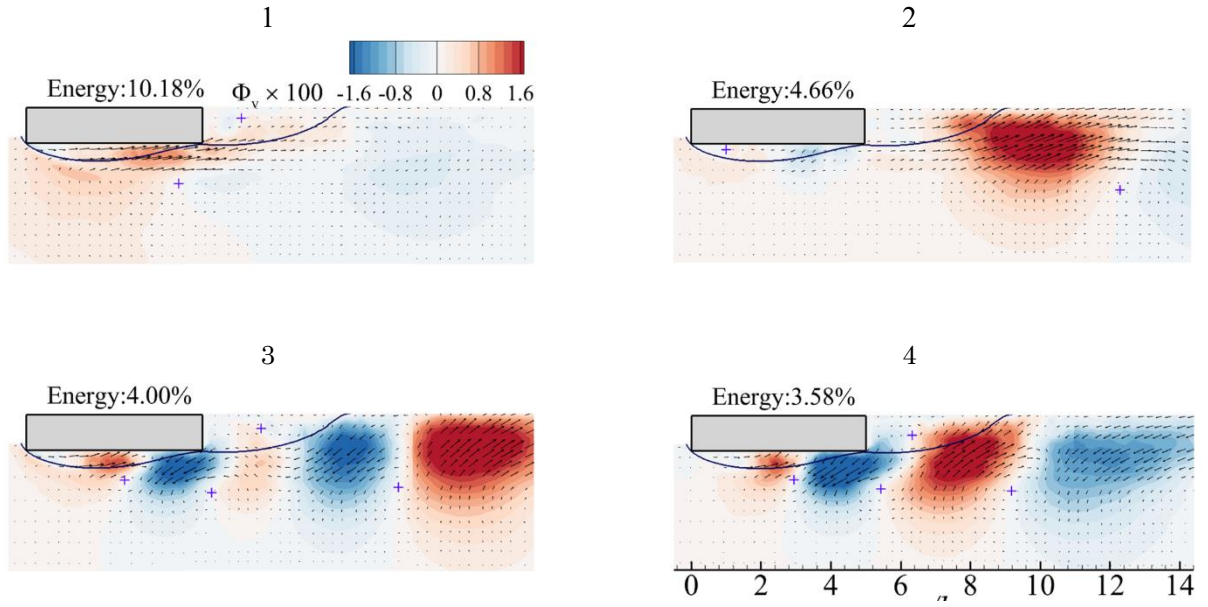 1
2
Energy:10.18%
Φv × 100
-1.6 -0.8 0 0.8 1.6
Energy:4.66%
3
4
Energy:4.00%
Energy:3.58%
0 2 4 6 8 10 12 14